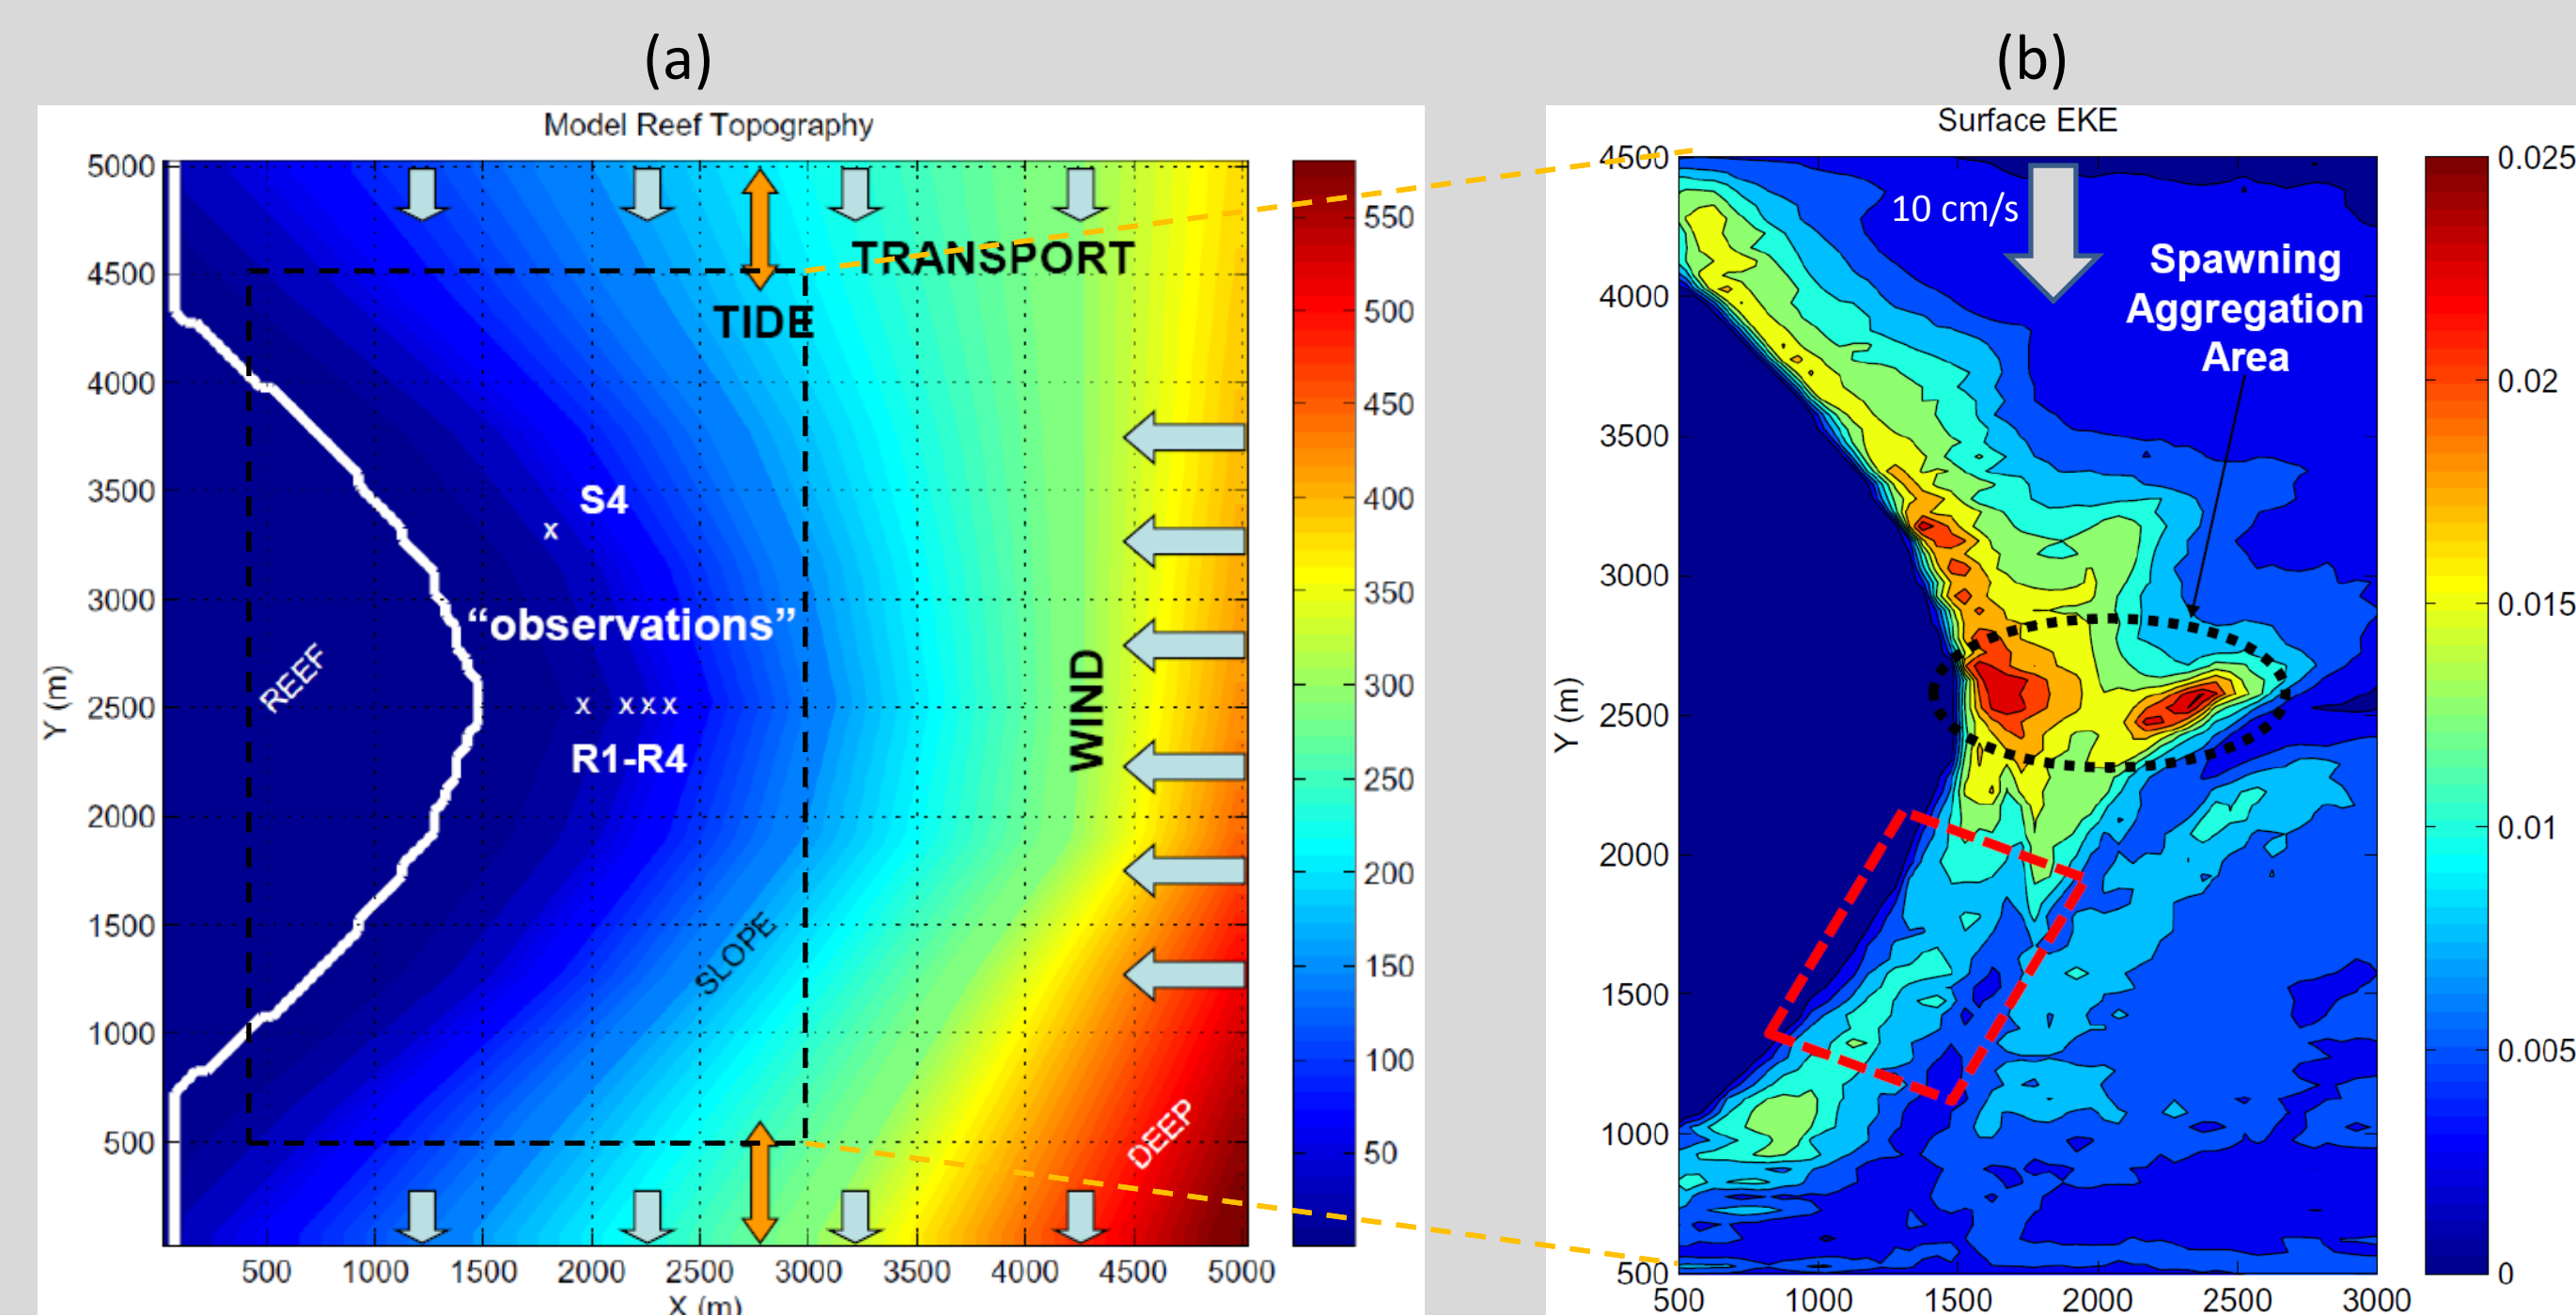 (a)
Model Reef Topography
5000
4500
4000
3500
3000
2500
2000
1500
1000
500
Y (m)
500 1000 1500 2000 2500 3000 3500 4000 4500 5000
X (m)
TRANSPORT
TIDE
S4
x
“observations”
REEF
x x x x
R1-R4
WIND
SLOPE
DEEP
550
500
450
400
350
300
250
200
150
100
50
(b)
Surface EKE
4500
4000
3500
3000
2500
2000
1500
1000
500
Y (m)
500 1000 1500 2000 2500 3000
10 cm/s
Spawning
Aggregation
Area
0.025
0.02
0.015
0.01
0.005
0